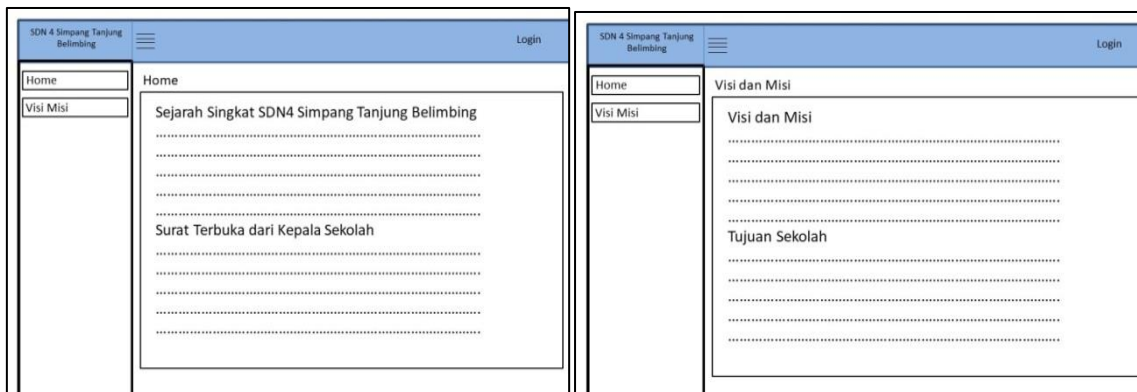 SDN 4 Simpang Tanjung
Belimbing
Login
Home
Visi Misi
Home
Sejarah Singkat SDN4 Simpang Tanjung Belimbing
................................................................................
................................................................................
................................................................................
................................................................................
................................................................................
Surat Terbuka dari Kepala Sekolah
................................................................................
................................................................................
................................................................................
................................................................................
................................................................................
SDN 4 Simpang Tanjung
Belimbing
Login
Home
Visi Misi
Visi dan Misi
Visi dan Misi
................................................................................
................................................................................
................................................................................
................................................................................
................................................................................
Tujuan Sekolah
................................................................................
................................................................................
................................................................................
................................................................................
................................................................................